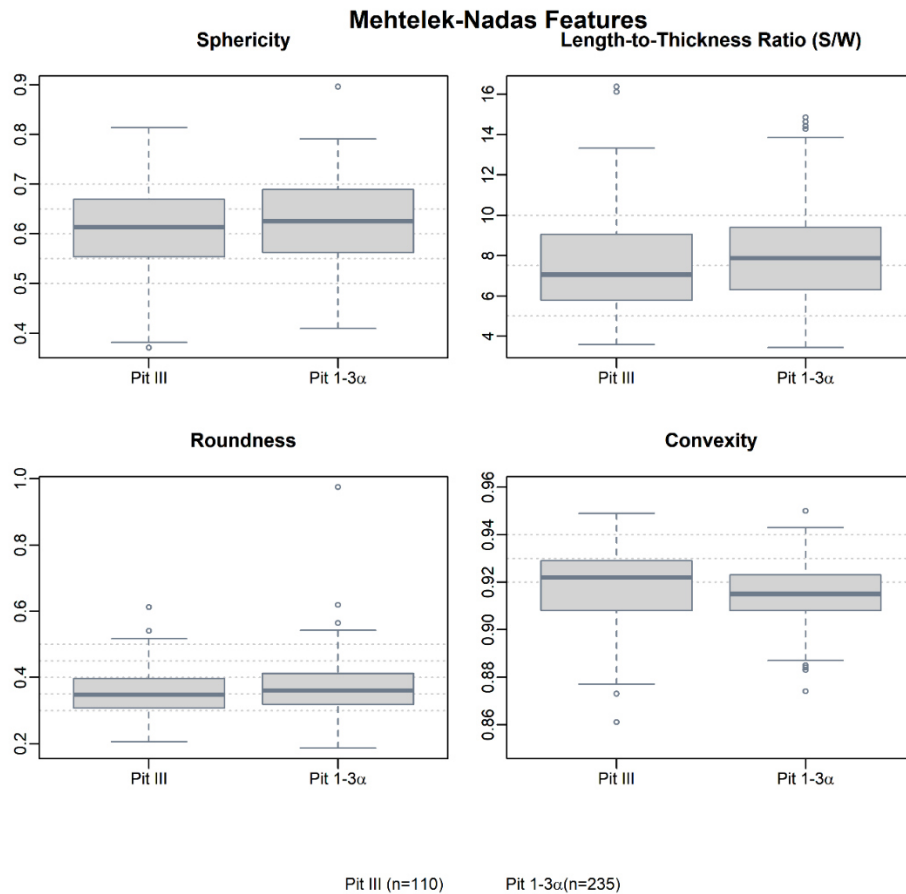 Mehtelek-Nadas Features
Sphericity
0.9
0.8
0.7
0.6
0.5
0.4
Pit III
Pit 1-3α
Length-to-Thickness Ratio (S/W)
16
14
12
10
8
6
4
Pit III
Pit 1-3α
Roundness
1.0
0.8
0.6
0.4
0.2
Pit III
Pit 1-3α
Convexity
0.96
0.94
0.92
0.90
0.88
0.86
Pit III
Pit 1-3α
Pit III (n=110)
Pit 1-3α(n=235)